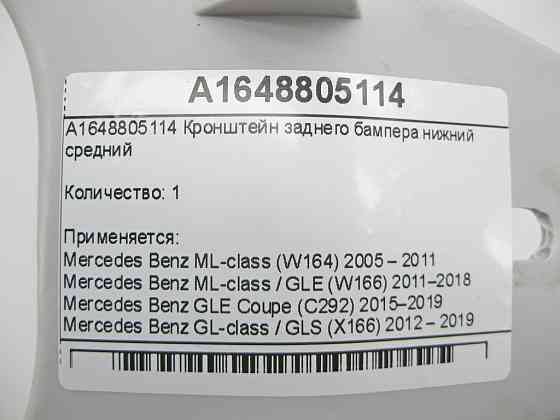 A1648805114
A1648805114 Кронштейн заднего бампера нижний
средний
Количество: 1
Применяется:
Mercedes Benz ML-class (W164) 2005 – 2011
Mercedes Benz ML-class / GLE (W166) 2011–2018
Mercedes Benz GLE Coupe (C292) 2015–2019
Mercedes Benz GL-class / GLS (X166) 2012 – 2019